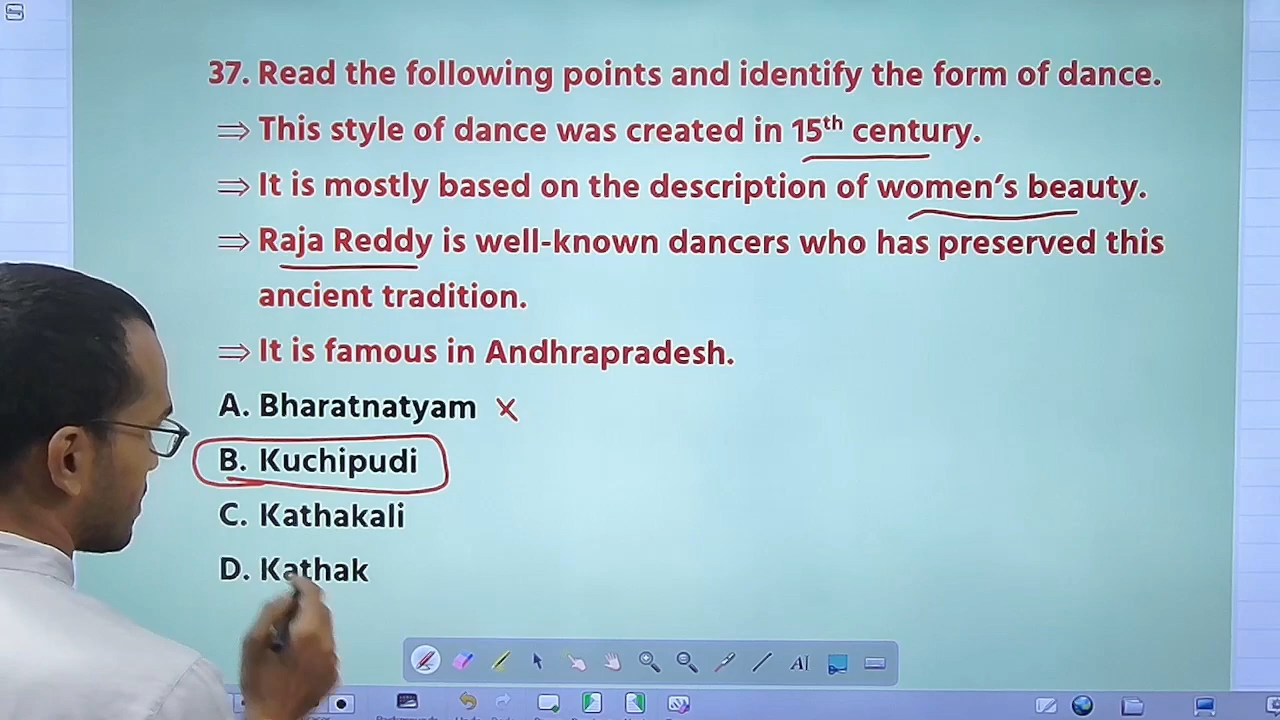 37. Read the following points and identify the form of dance.
⇒ This style of dance was created in 15th century.
⇒ It is mostly based on the description of women's beauty.
⇒ Raja Reddy is well-known dancers who has preserved this
ancient tradition.
⇒ It is famous in Andhrapradesh.
A. Bharatnatyam ×
B. Kuchipudi
C. Kathakali
D. Kathak
AI